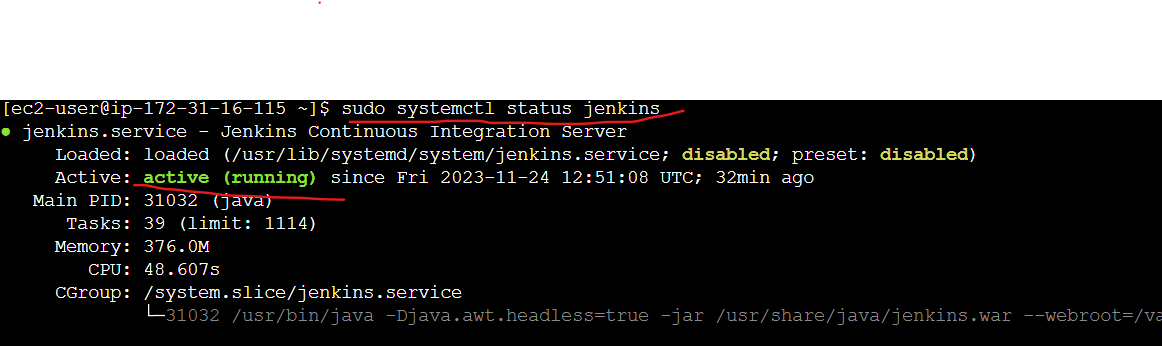 [ec2-user@ip-172-31-16-115 ~]$ sudo systemctl status jenkins
● jenkins.service - Jenkins Continuous Integration Server
Loaded: loaded (/usr/lib/systemd/system/jenkins.service; disabled; preset: disabled)
Active: active (running) since Fri 2023-11-24 12:51:08 UTC; 32min ago
Main PID: 31032 (java)
Tasks: 39 (limit: 1114)
Memory: 376.0M
CPU: 48.607s
CGroup: /system.slice/jenkins.service
└─31032 /usr/bin/java -Djava.awt.headless=true -jar /usr/share/java/jenkins.war --webroot=/va